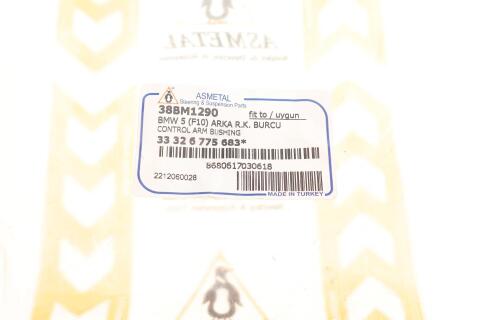 ASMETAL
ASMETAL
Steering & Suspension Parts
38BM1290 fit to / uygun
BMW 5 (F10) ARKA R.K. BURCU
CONTROL ARM BUSHING
33 32 6 775 683*
8680617030618
2212060028
MADE IN TURKEY